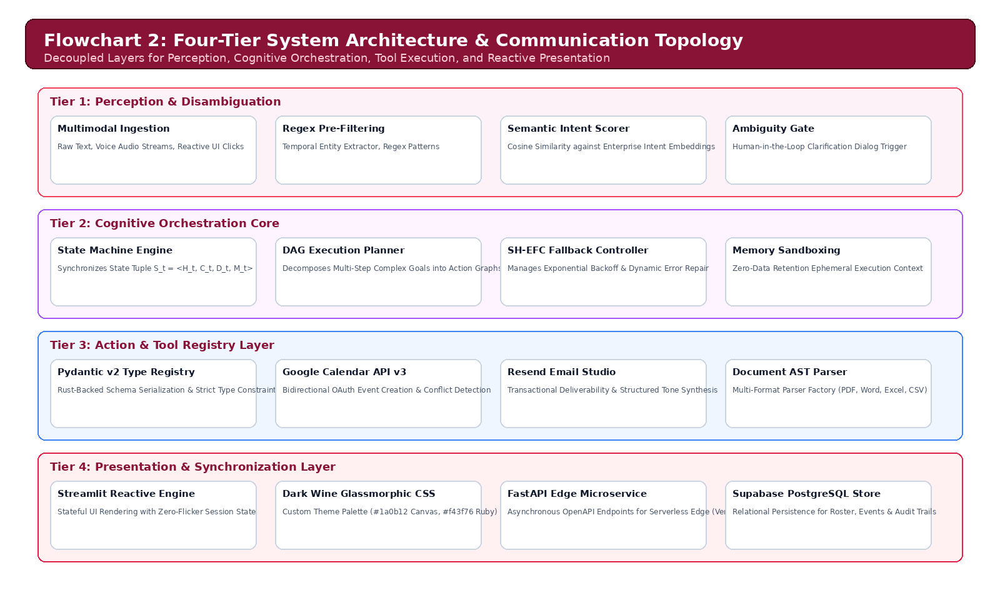 Flowchart 2: Four-Tier System Architecture & Communication Topology
Decoupled Layers for Perception, Cognitive Orchestration, Tool Execution, and Reactive Presentation
Tier 1: Perception & Disambiguation
Multimodal Ingestion
Raw Text, Voice Audio Streams, Reactive UI Clicks
Regex Pre-Filtering
Temporal Entity Extractor, Regex Patterns
Semantic Intent Scorer
Cosine Similarity against Enterprise Intent Embeddings
Ambiguity Gate
Human-in-the-Loop Clarification Dialog Trigger
Tier 2: Cognitive Orchestration Core
State Machine Engine
Synchronizes State Tuple S_t = <H_t, C_t, D_t, M_t>
DAG Execution Planner
Decomposes Multi-Step Complex Goals into Action Graphs
SH-EFC Fallback Controller
Manages Exponential Backoff & Dynamic Error Repair
Memory Sandboxing
Zero-Data Retention Ephemeral Execution Context
Tier 3: Action & Tool Registry Layer
Pydantic v2 Type Registry
Rust-Backed Schema Serialization & Strict Type Constraint
Google Calendar API v3
Bidirectional OAuth Event Creation & Conflict Detection
Resend Email Studio
Transactional Deliverability & Structured Tone Synthesis
Document AST Parser
Multi-Format Parser Factory (PDF, Word, Excel, CSV)
Tier 4: Presentation & Synchronization Layer
Streamlit Reactive Engine
Stateful UI Rendering with Zero-Flicker Session State
Dark Wine Glassmorphic CSS
Custom Theme Palette (#1a0b12 Canvas, #f43f76 Ruby)
FastAPI Edge Microservice
Asynchronous OpenAPI Endpoints for Serverless Edge
Supabase PostgreSQL Store
Relational Persistence for Roster, Events & Audit Trails